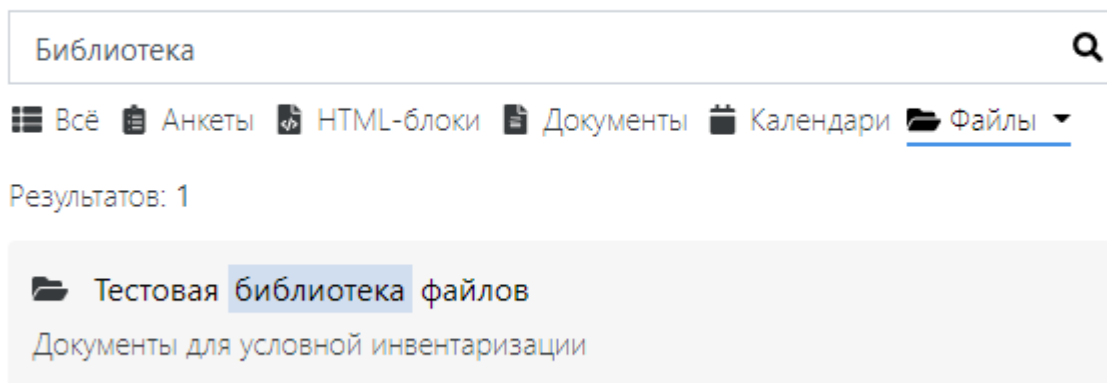 Библиотека
Всё Анкеты HTML-блоки Документы Календари Файлы
Результатов: 1
Тестовая библиотека файлов
Документы для условной инвентаризации